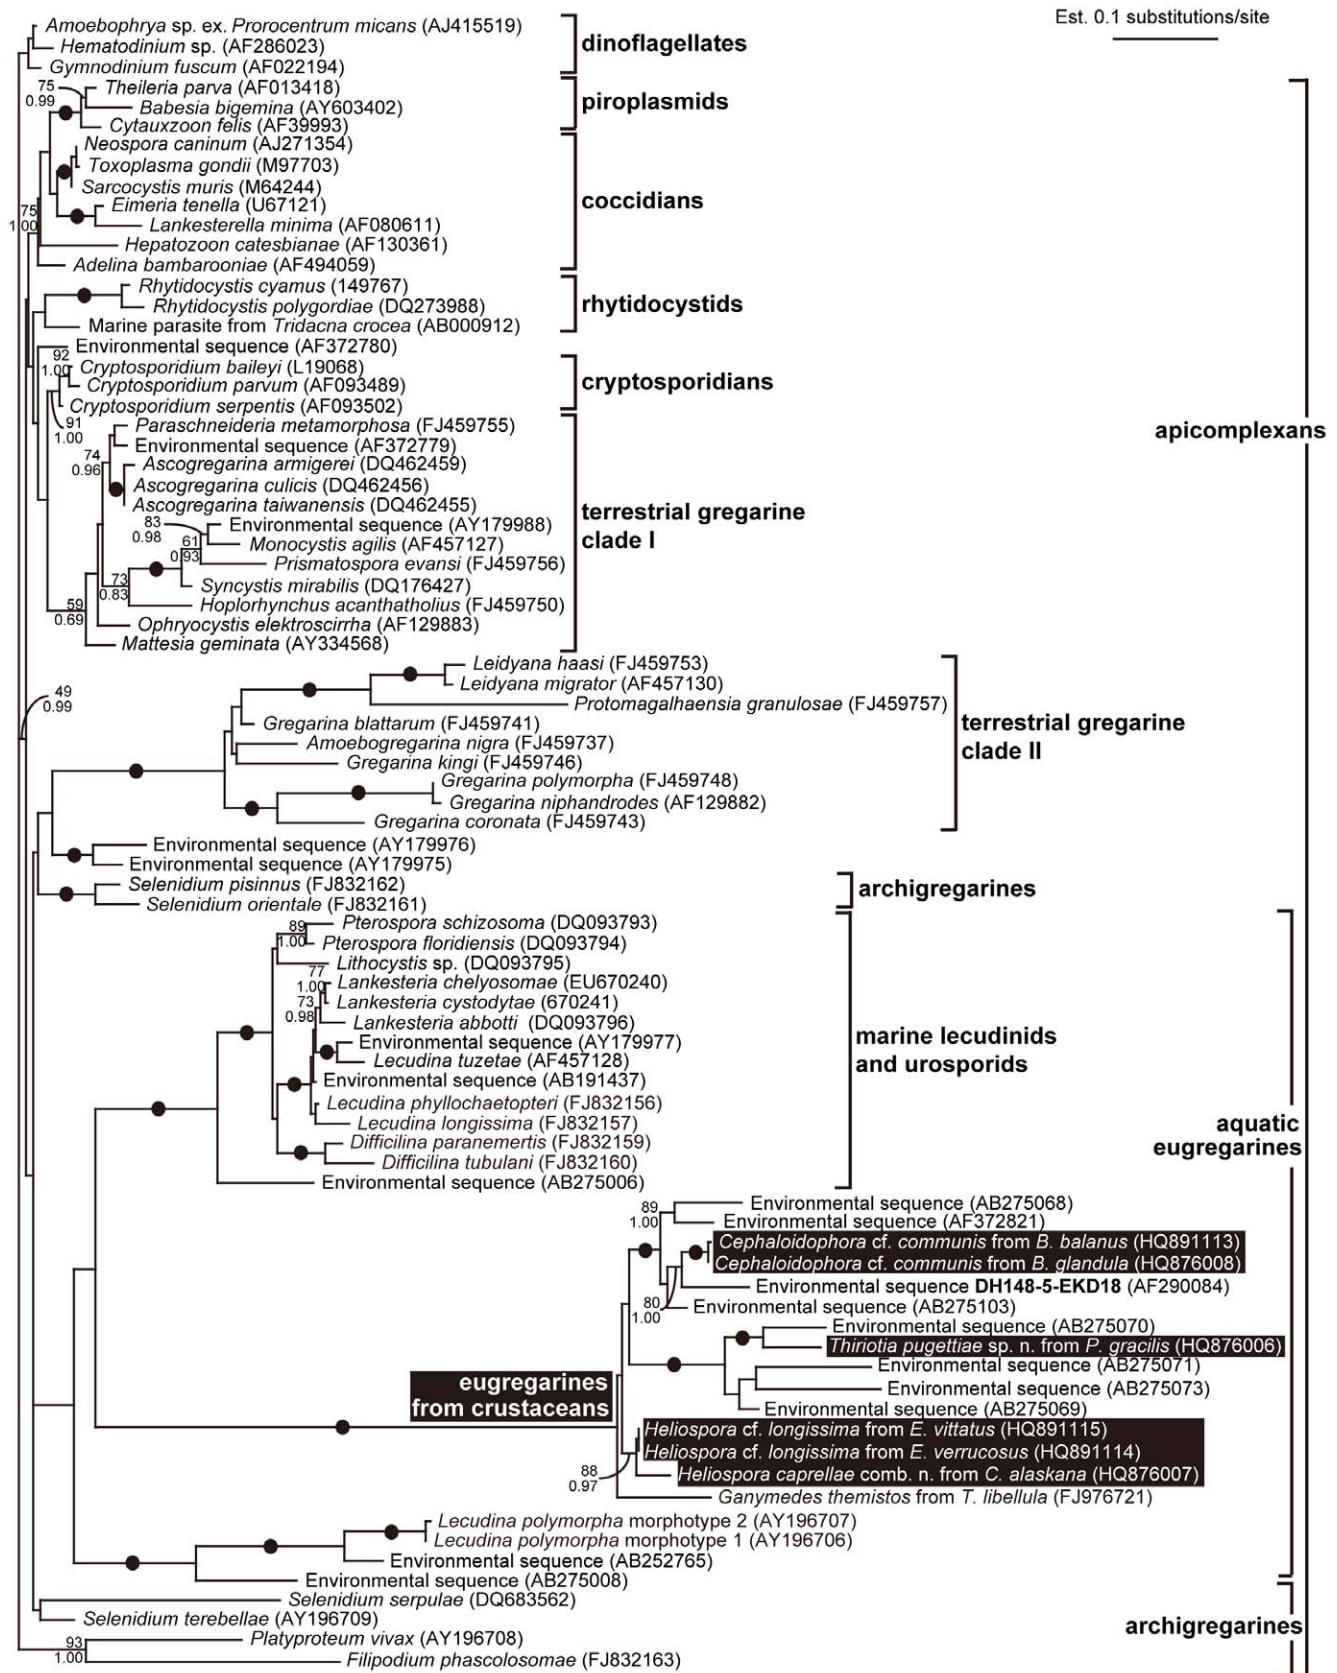 Est. 0.1 substitutions/site
Amoebophrya sp. ex. Prorocentrum micans (AJ415519)
Hematodinium sp. (AF286023)
Gymnodinium fuscum (AF022194)
dinoflagellates
75
0.99
Theileria parva (AF013418)
Babesia bigemina (AY603402)
Cytauxzoon felis (AF39993)
piroplasmids
Neospora caninum (AJ271354)
Toxoplasma gondii (M97703)
Sarcocystis muris (M64244)
Eimeria tenella (U67121)
Lankesterella minima (AF080611)
Hepatozoon catesbianae (AF130361)
Adelina bambarooniae (AF494059)
coccidians
75
1.00
Rhytidocystis cyamus (149767)
Rhytidocystis polygordiae (DQ273988)
Marine parasite from Tridacna crocea (AB000912)
rhytidocystids
Environmental sequence (AF372780)
92
1.00
Cryptosporidium baileyi (L19068)
Cryptosporidium parvum (AF093489)
Cryptosporidium serpentis (AF093502)
cryptosporidians
91
1.00
apicomplexans
Paraschneideria metamorphosa (FJ459755)
Environmental sequence (AF372779)
74
0.96
Ascogregarina armigerei (DQ462459)
Ascogregarina culicis (DQ462456)
Ascogregarina taiwanensis (DQ462455)
83
0.98
Environmental sequence (AY179988)
Monocystis agilis (AF457127)
61
0.93
Prismatospora evansi (FJ459756)
Syncystis mirabilis (DQ176427)
73
0.83
Hoplorhynchus acanthatholius (FJ459750)
59
0.69
Ophryocystis elektroscirrha (AF129883)
Mattesia geminata (AY334568)
terrestrial gregarine
clade I
49
0.99
Leidyana haasi (FJ459753)
Leidyana migrator (AF457130)
Protomagalhaensia granulosae (FJ459757)
Gregarina blattarum (FJ459741)
Amoebogregarina nigra (FJ459737)
Gregarina kingi (FJ459746)
Gregarina polymorpha (FJ459748)
Gregarina niphandrodes (AF129882)
Gregarina coronata (FJ459743)
terrestrial gregarine
clade II
Environmental sequence (AY179976)
Environmental sequence (AY179975)
Selenidium pisinnus (FJ832162)
Selenidium orientale (FJ832161)
archigregarines
89
1.00
Pterospora schizosoma (DQ093793)
Pterospora floridiensis (DQ093794)
Lithocystis sp. (DQ093795)
77
1.00
Lankesteria chelyosomae (EU670240)
73
0.98
Lankesteria cystodytae (670241)
Lankesteria abbotti (DQ093796)
Environmental sequence (AY179977)
Lecudina tuzetae (AF457128)
Environmental sequence (AB191437)
Lecudina phyllochaetopteri (FJ832156)
Lecudina longissima (FJ832157)
Difficilina paranemertis (FJ832159)
Difficilina tubulani (FJ832160)
Environmental sequence (AB275006)
marine lecudinids
and urosporids
aquatic
eugregarines
89
1.00
Environmental sequence (AB275068)
Environmental sequence (AF372821)
Cephaloidophora cf. communis from B. balanus (HQ891113)
Cephaloidophora cf. communis from B. glandula (HQ876008)
Environmental sequence DH148-5-EKD18 (AF290084)
80
1.00
Environmental sequence (AB275103)
Environmental sequence (AB275070)
Thiriotia pugettiae sp. n. from P. gracilis (HQ876006)
Environmental sequence (AB275071)
Environmental sequence (AB275073)
Environmental sequence (AB275069)
eugregarines
from crustaceans
Heliospora cf. longissima from E. vittatus (HQ891115)
Heliospora cf. longissima from E. verrucosus (HQ891114)
88
0.97
Heliospora caprellae comb. n. from C. alaskana (HQ876007)
Ganymedes themistos from T. libellula (FJ976721)
Lecudina polymorpha morphotype 2 (AY196707)
Lecudina polymorpha morphotype 1 (AY196706)
Environmental sequence (AB252765)
Environmental sequence (AB275008)
Selenidium serpulae (DQ683562)
Selenidium terebellae (AY196709)
archigregarines
93
1.00
Platyproteum vivax (AY196708)
Filipodium phascolosomae (FJ832163)